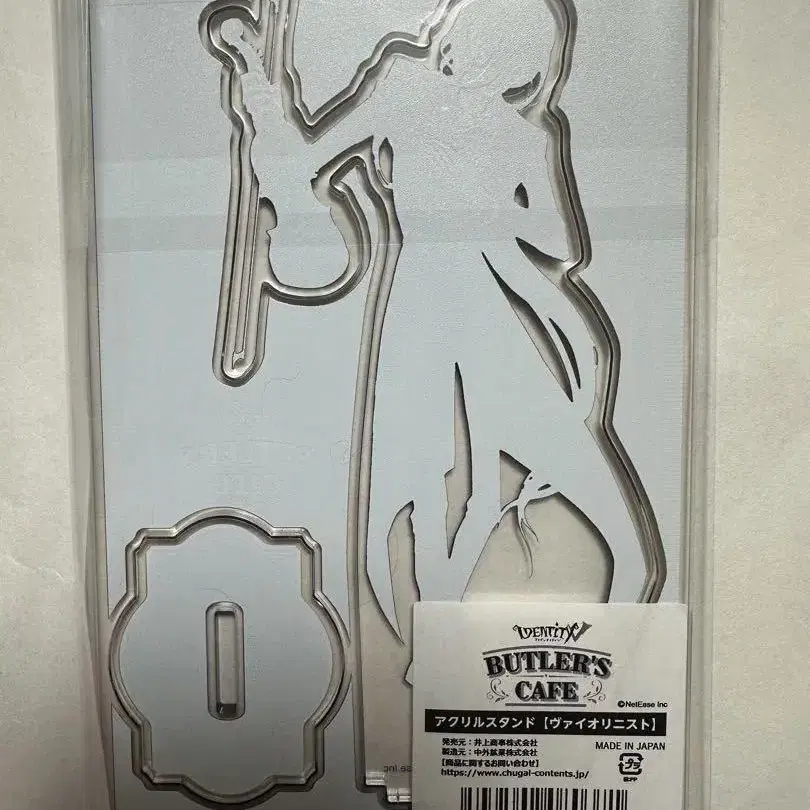 IDENTITY V
BUTLER'S
CAFE
©NetEase Inc
アクリルスタンド【ヴァイオリニスト】
発売元：井上商事株式会社
製造元：中外鉱業株式会社
MADE IN JAPAN
【商品に関するお問い合わせ】
https://www.chugai-contents.jp/
プラ